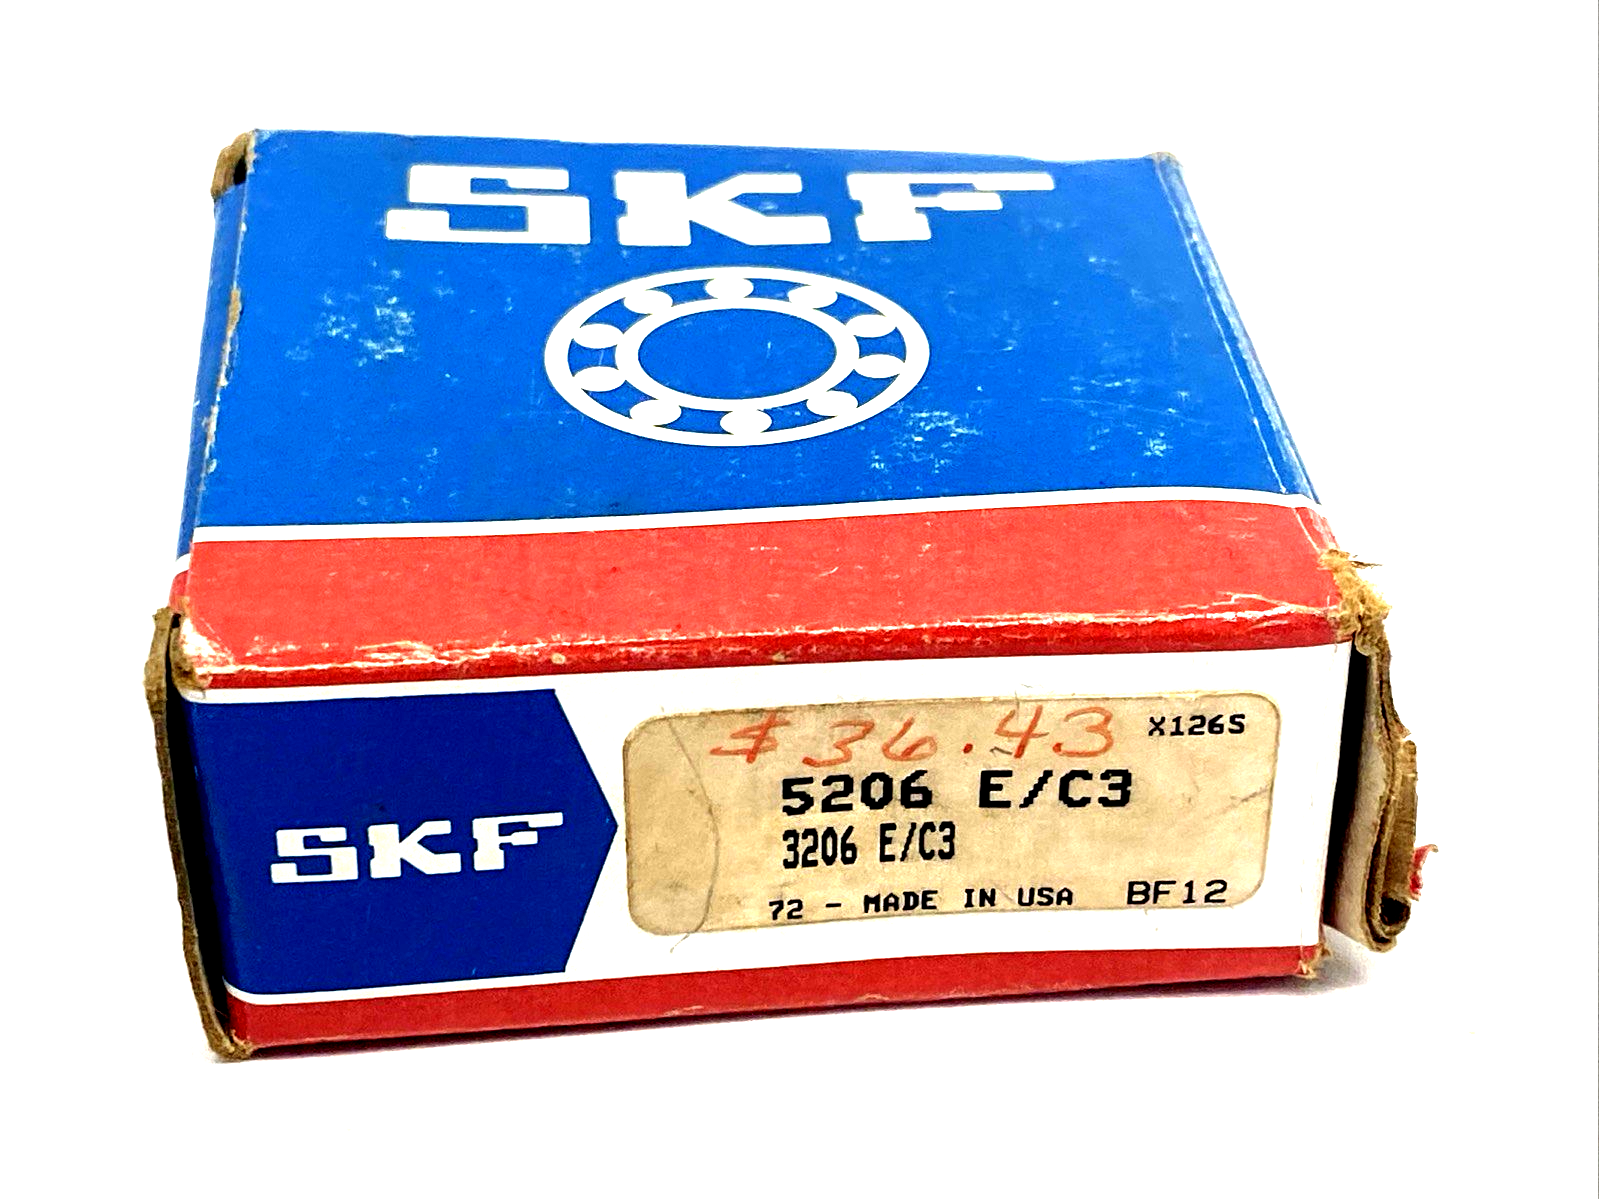 SKF
SKF
$36.43
X126S
5206 E/C3
3206 E/C3
72 - MADE IN USA BF12